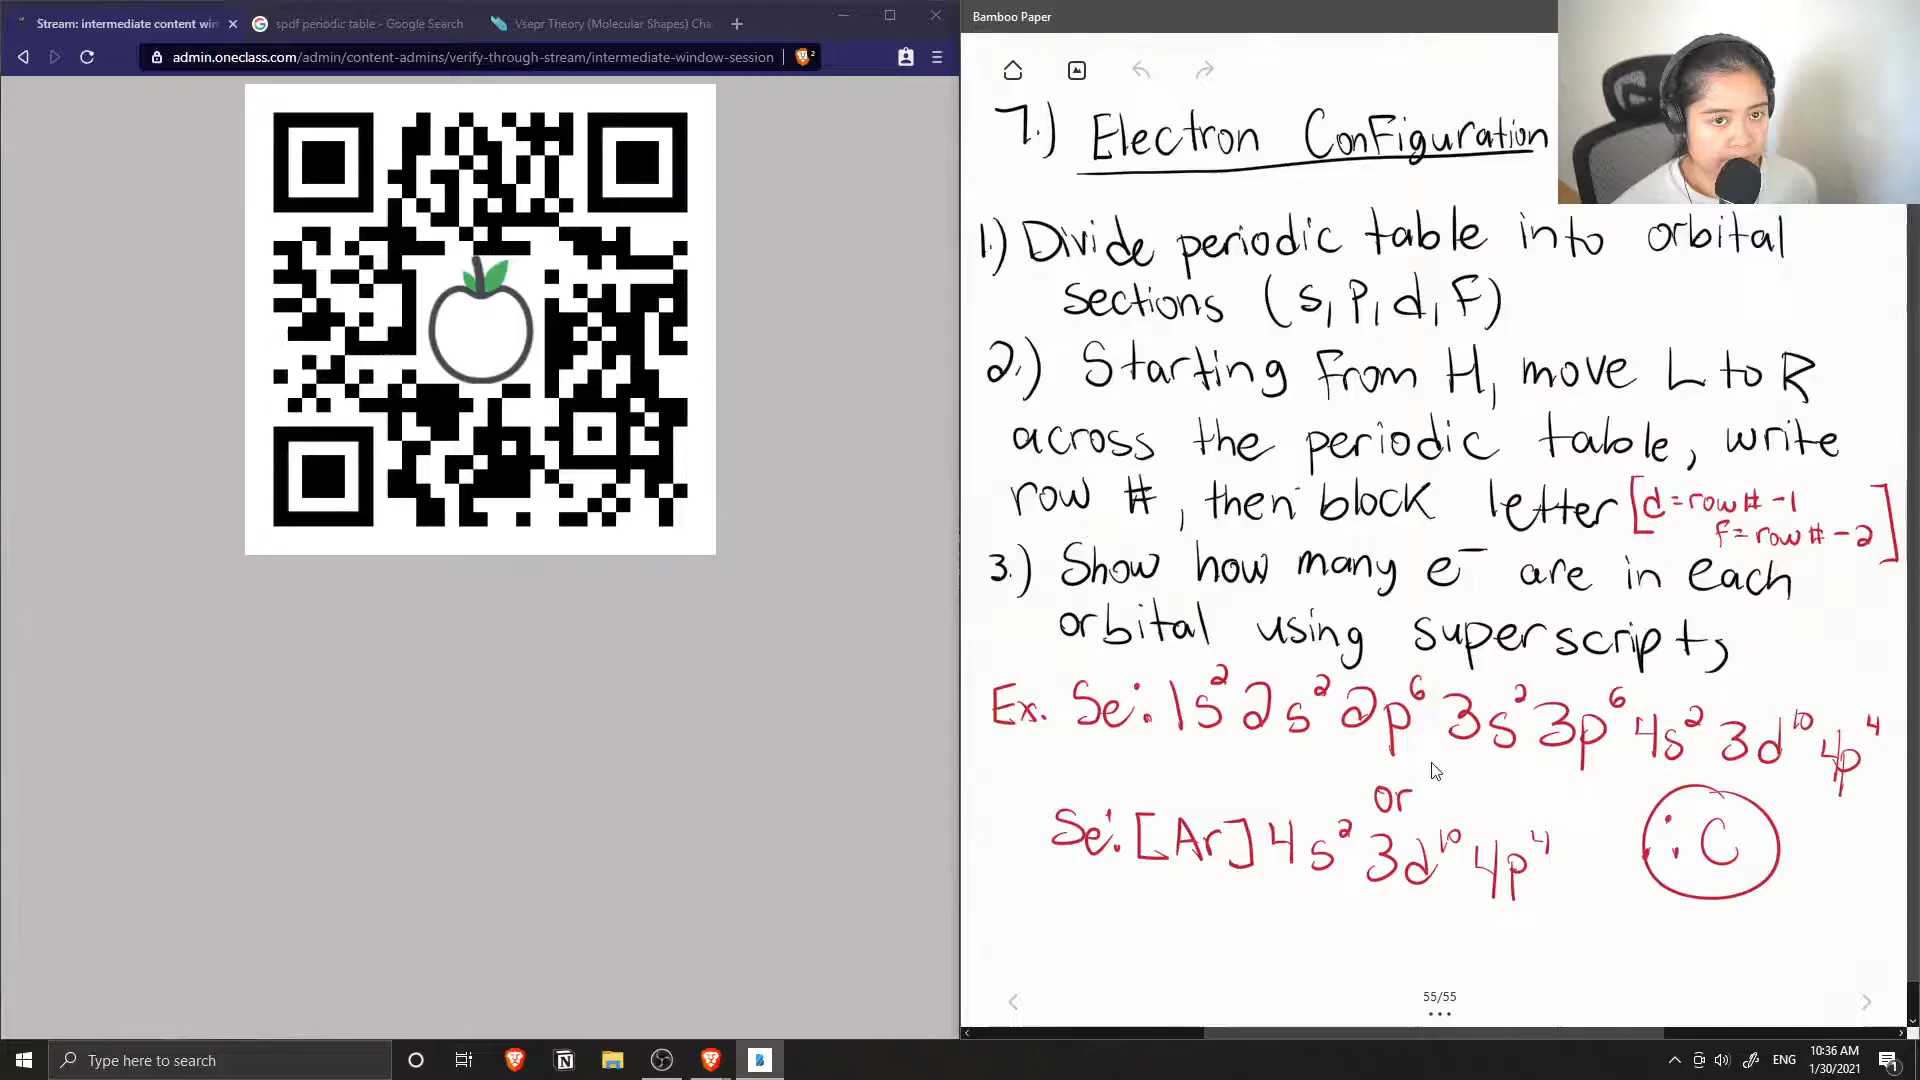 Stream: intermediate content win
spdf periodic table - Google Search
Vsepr Theory (Molecular Shapes) Cha
admin.oneclass.com/admin/content-admins/verify-through-stream/intermediate-window-session
2
Bamboo Paper
7.) Electron Configuration
1.) Divide periodic table into orbital
sections (s, p, d, f)
2.) Starting from H, move L to R
across the periodic table, write
row #, then block letter [d = row # -1
f = row # -2]
3.) Show how many e⁻ are in each
orbital using superscripts
Ex. Se: 1s² 2s² 2p⁶ 3s² 3p⁶ 4s² 3d¹⁰ 4p⁴
or
Se: [Ar] 4s² 3d¹⁰ 4p⁴
∴ C
55/55
Type here to search
ENG
10:36 AM
1/30/2021
1